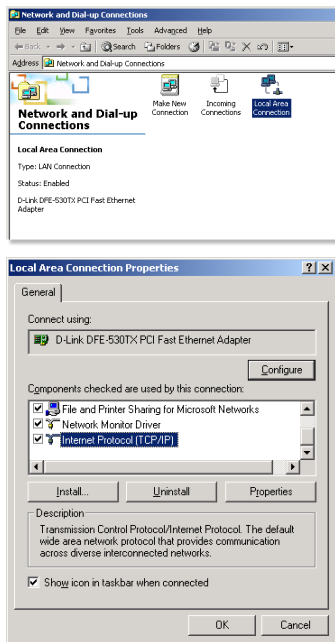 Network and Dial-up Connections
File Edit View Favorites Tools Advanced Help
Back Search Folders
Address Network and Dial-up Connections
Network and Dial-up
Connections
Make New
Connection
Incoming
Connections
Local Area
Connection
Local Area Connection
Type: LAN Connection
Status: Enabled
D-Link DFE-530TX PCI Fast Ethernet
Adapter
Local Area Connection Properties
General
Connect using:
D-Link DFE-530TX PCI Fast Ethernet Adapter
Configure
Components checked are used by this connection:
File and Printer Sharing for Microsoft Networks
Network Monitor Driver
Internet Protocol (TCP/IP)
Install... Uninstall Properties
Description
Transmission Control Protocol/Internet Protocol. The default
wide area network protocol that provides communication
across diverse interconnected networks.
Show icon in taskbar when connected
OK Cancel